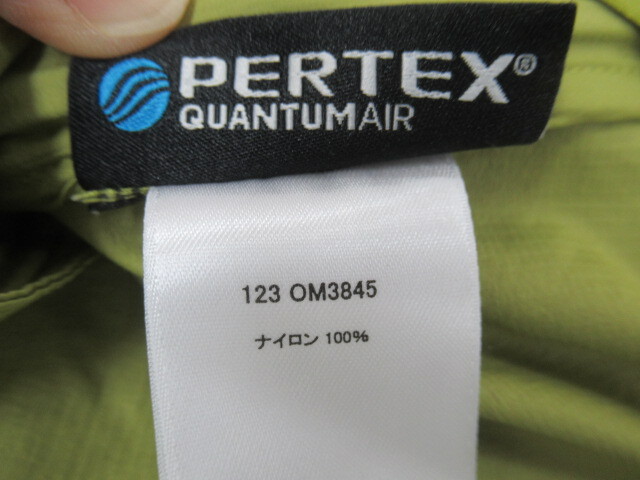 PERTEX®
QUANTUMAIR
123 OM3845
ナイロン 100%